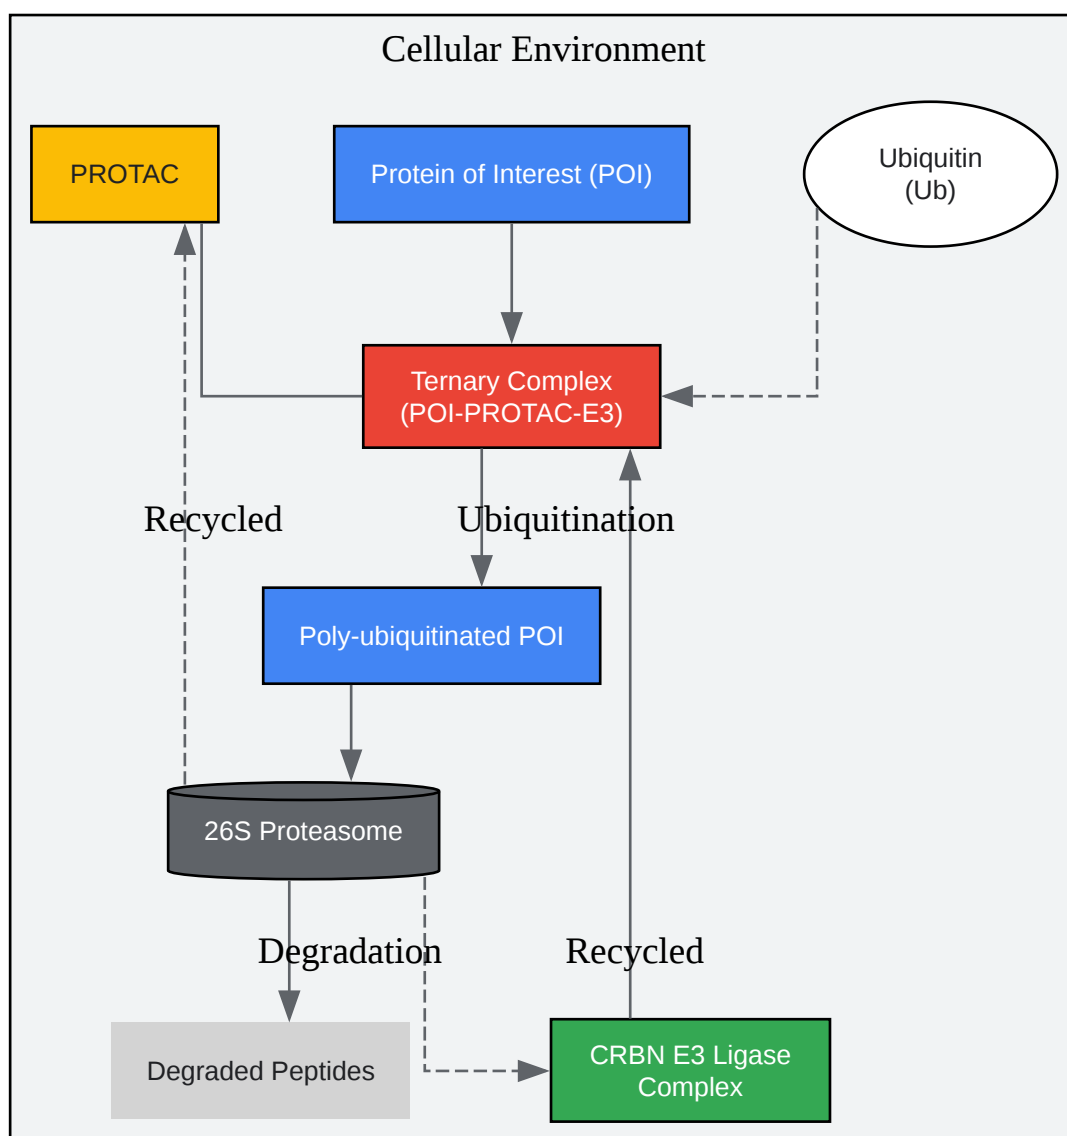 Cellular Environment
PROTAC
Protein of Interest (POI)
Ubiquitin
(Ub)
Ternary Complex
(POI-PROTAC-E3)
Recycled
Ubiquitination
Poly-ubiquitinated POI
26S Proteasome
Degradation
Recycled
Degraded Peptides
CRBN E3 Ligase
Complex